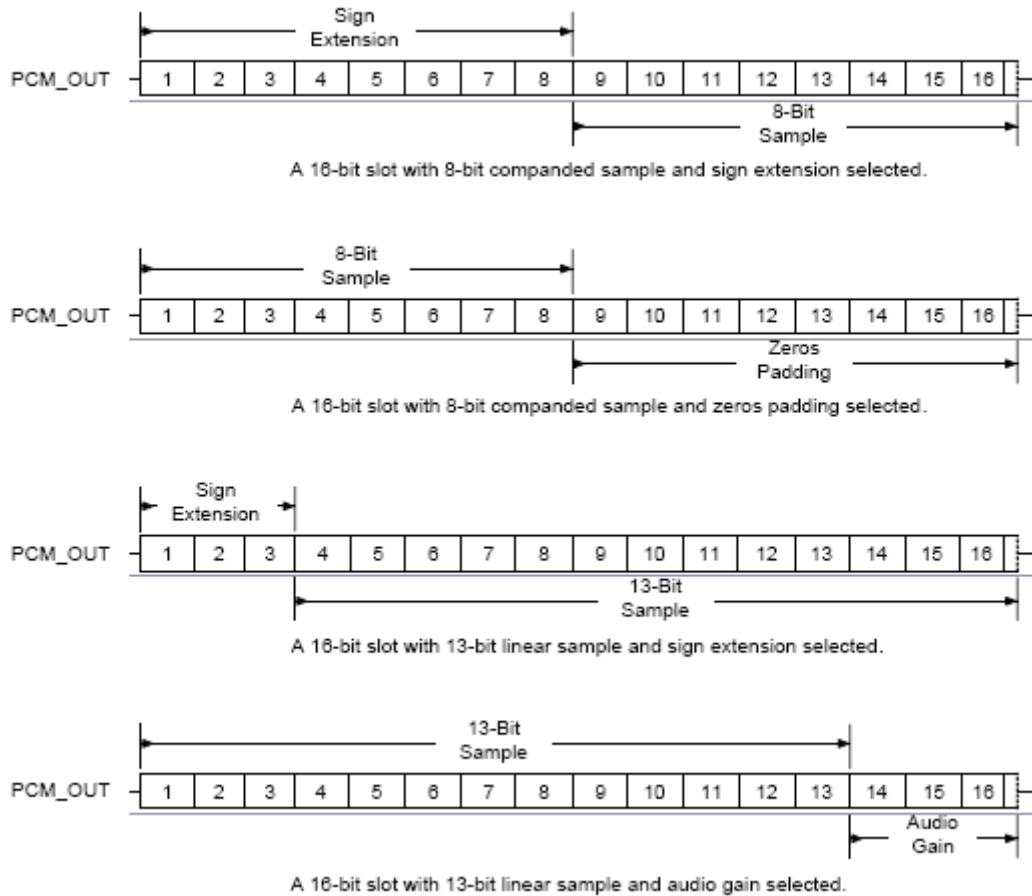 Sign
Extension
PCM_OUT 1 2 3 4 5 6 7 8 9 10 11 12 13 14 15 16
8-Bit
Sample
A 16-bit slot with 8-bit companded sample and sign extension selected.
8-Bit
Sample
PCM_OUT 1 2 3 4 5 6 7 8 9 10 11 12 13 14 15 16
Zeros
Padding
A 16-bit slot with 8-bit companded sample and zeros padding selected.
Sign
Extension
PCM_OUT 1 2 3 4 5 6 7 8 9 10 11 12 13 14 15 16
13-Bit
Sample
A 16-bit slot with 13-bit linear sample and sign extension selected.
13-Bit
Sample
PCM_OUT 1 2 3 4 5 6 7 8 9 10 11 12 13 14 15 16
Audio
Gain
A 16-bit slot with 13-bit linear sample and audio gain selected.